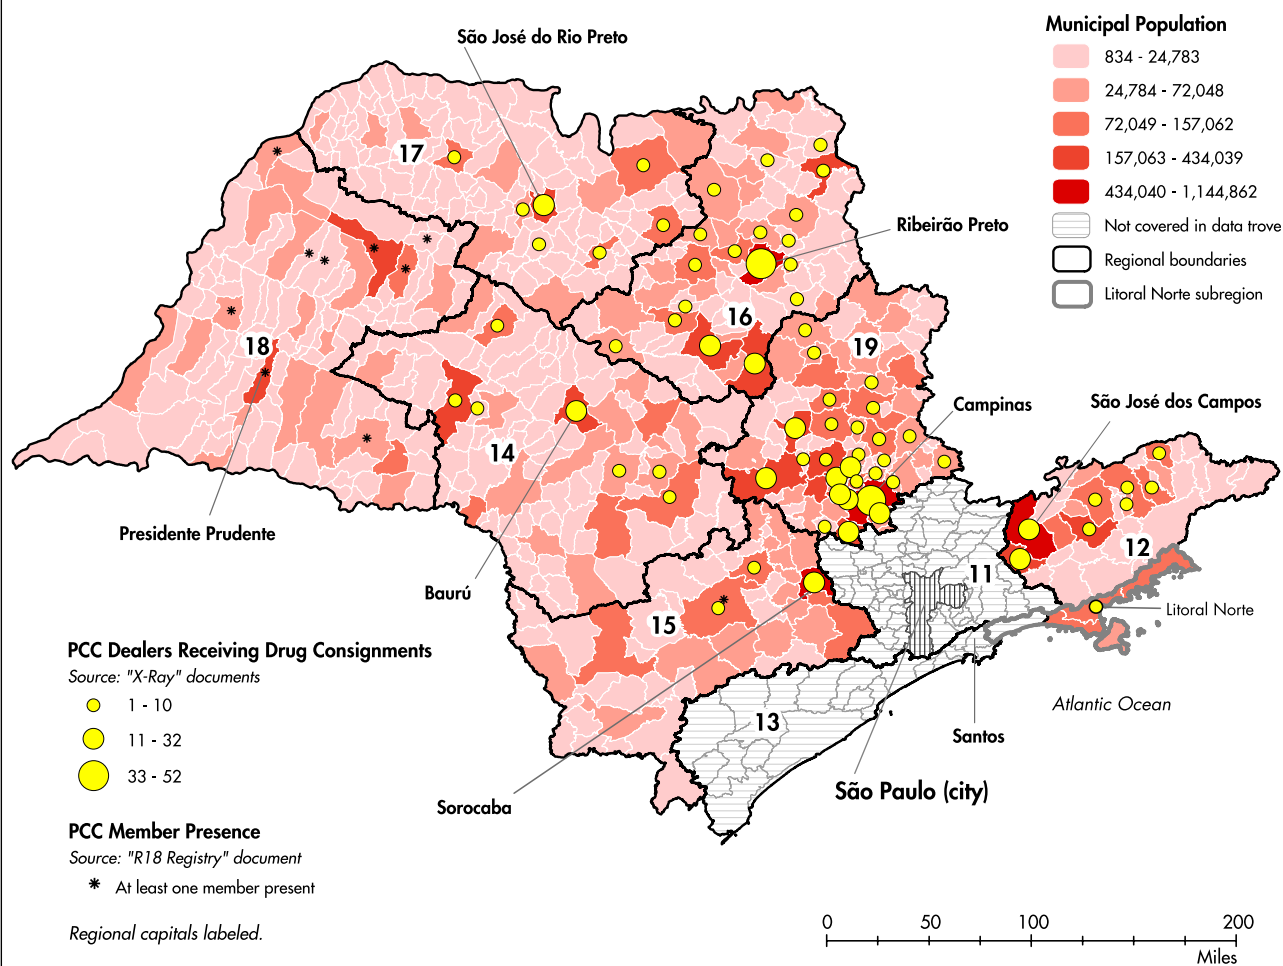 Municipal Population
834 - 24,783
24,784 - 72,048
72,049 - 157,062
157,063 - 434,039
434,040 - 1,144,862
Not covered in data trove
Regional boundaries
Litoral Norte subregion
São José do Rio Preto
17
Ribeirão Preto
16
18
19
Campinas
São José dos Campos
14
Presidente Prudente
12
11
Baurú
Litoral Norte
15
PCC Dealers Receiving Drug Consignments
Source: "X-Ray" documents
1 - 10
11 - 32
33 - 52
13
Atlantic Ocean
Santos
São Paulo (city)
Sorocaba
PCC Member Presence
Source: "R18 Registry" document
* At least one member present
Regional capitals labeled.
0 50 100 200
Miles